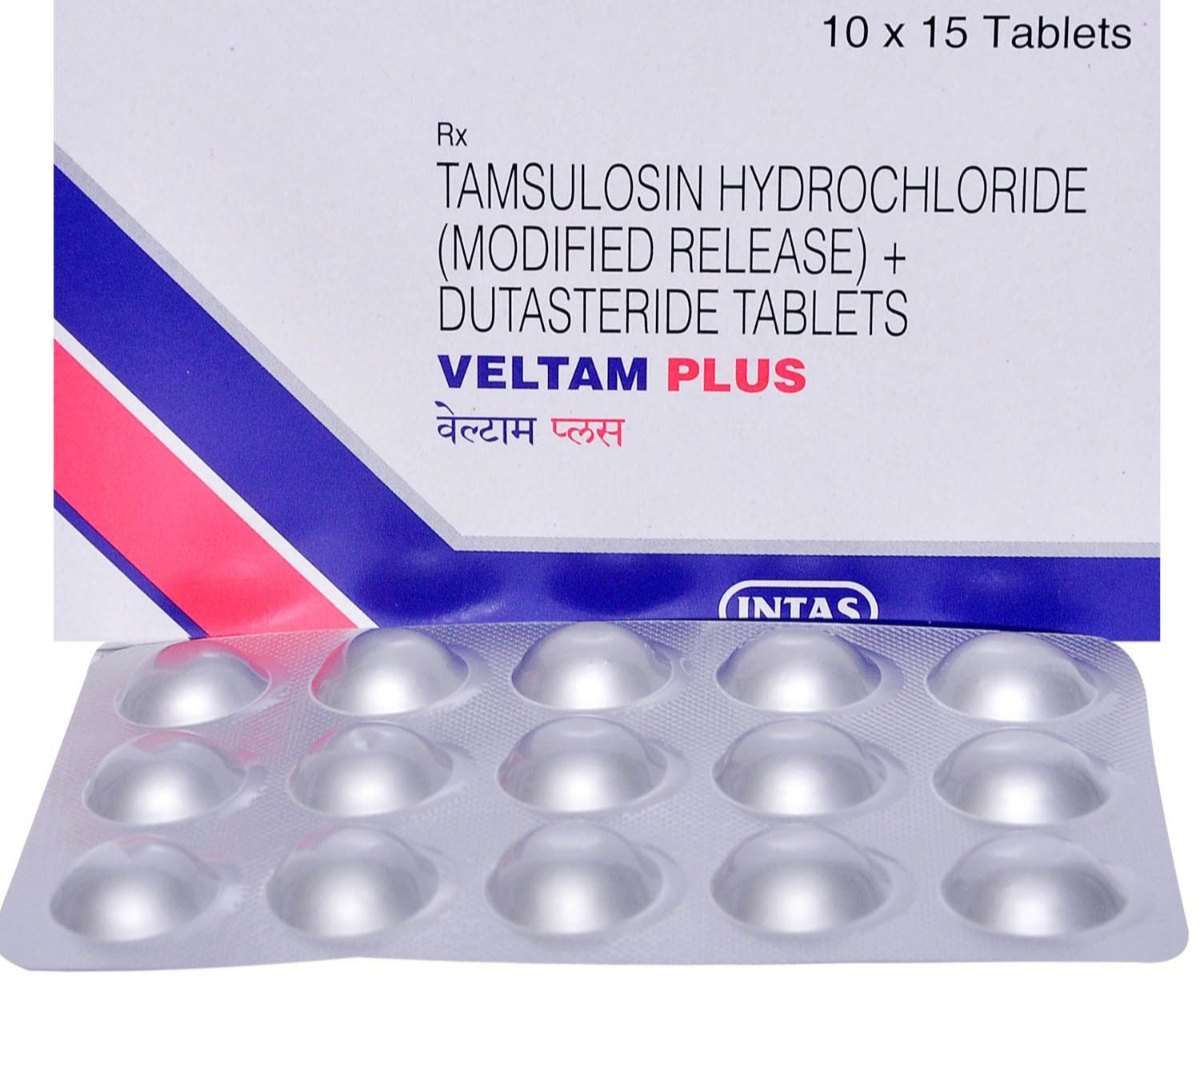 10 x 15 Tablets
Rx
TAMSULOSIN HYDROCHLORIDE
(MODIFIED RELEASE) +
DUTASTERIDE TABLETS
VELTAM PLUS
वेल्टाम प्लस
INTAS